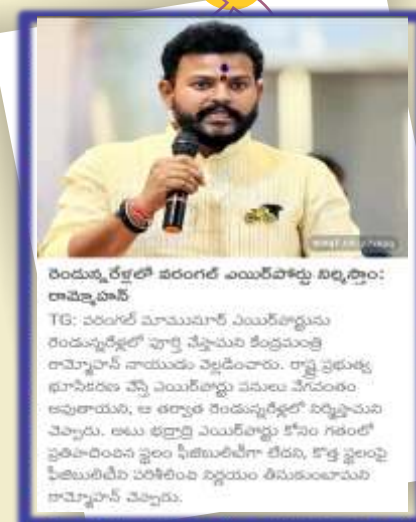 రెండున్నరేళ్లలో వరంగల్ ఎయిర్‌పోర్టు నిర్మిస్తాం:
రామ్మోహన్
TG: వరంగల్ మామునూర్ ఎయిర్‌పోర్టును
రెండున్నరేళ్లలో పూర్తి చేస్తామని కేంద్రమంత్రి
రామ్మోహన్ నాయుడు వెల్లడించారు. రాష్ట్ర ప్రభుత్వ
భూసేకరణ చేస్తే ఎయిర్‌పోర్టు పనులు వేగవంతం
అవుతాయని, ఆ తర్వాత రెండున్నరేళ్లలో నిర్మిస్తామని
చెప్పారు. అటు భద్రాద్రి ఎయిర్‌పోర్టు కోసం గతంలో
ప్రతిపాదించిన స్థలం ఫీజిబులిటీగా లేదని, కొత్త స్థలంపై
ఫీజిబులిటీని పరిశీలించి నిర్ణయం తీసుకుంటామని
రామ్మోహన్ చెప్పారు.